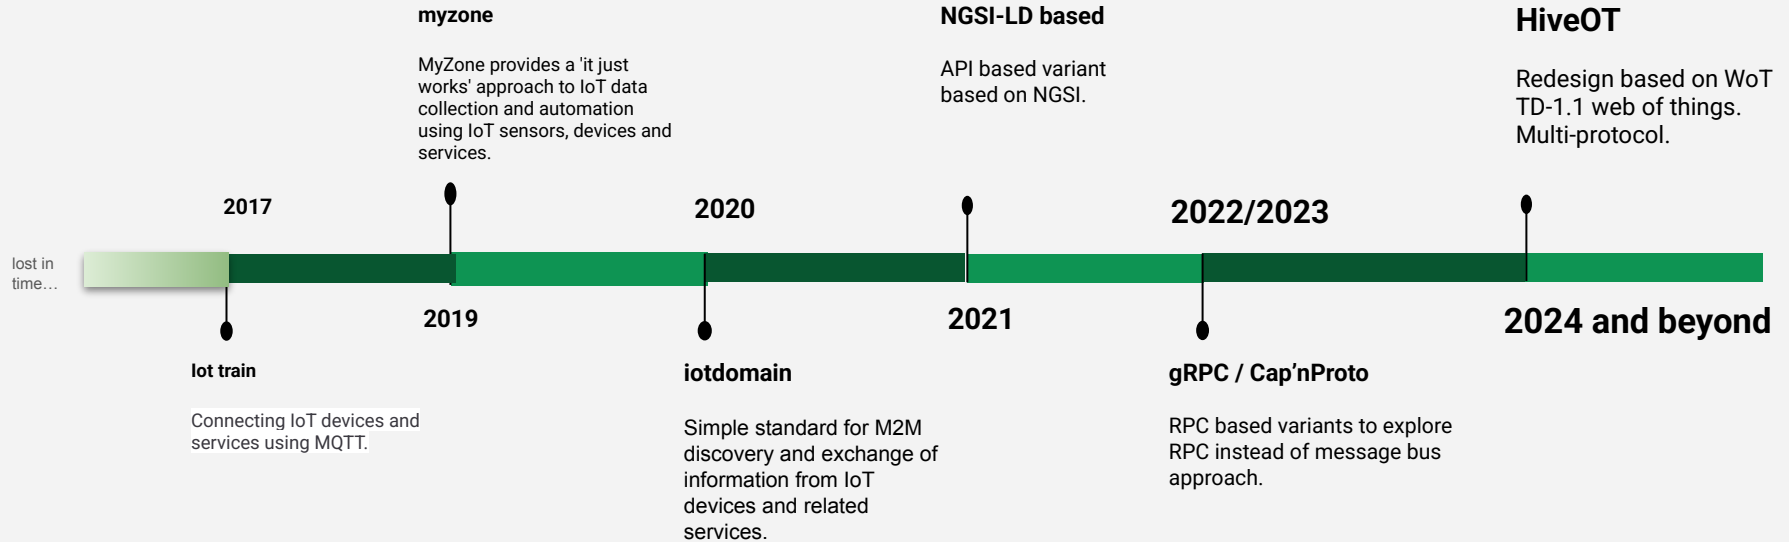 myzone
MyZone provides a 'it just
works' approach to IoT data
collection and automation
using IoT sensors, devices and
services.
NGSI-LD based
API based variant
based on NGSI.
HiveOT
Redesign based on WoT
TD-1.1 web of things.
Multi-protocol.
2017
2020
2022/2023
lost in
time…
2019
2021
2024 and beyond
Iot train
Connecting IoT devices and
services using MQTT.
iotdomain
Simple standard for M2M
discovery and exchange of
information from IoT
devices and related
services.
gRPC / Cap’nProto
RPC based variants to explore
RPC instead of message bus
approach.